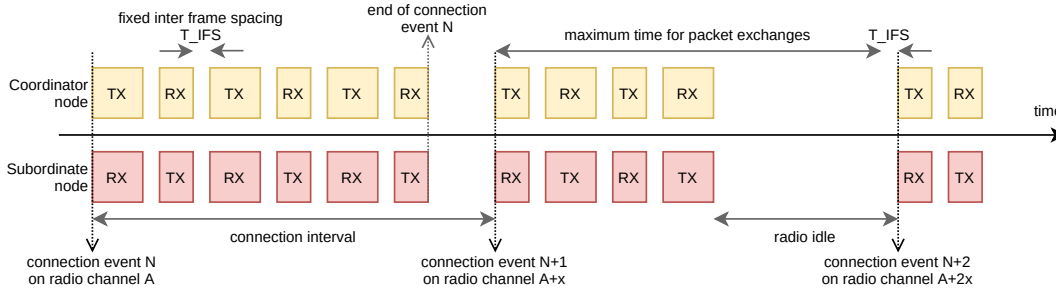 fixed inter frame spacing
T_IFS
end of connection
event N
maximum time for packet exchanges
T_IFS
Coordinator
node
TX
RX
TX
RX
TX
RX
TX
RX
TX
RX
TX
RX
time
Subordinate
node
RX
TX
RX
TX
RX
TX
RX
TX
RX
TX
RX
TX
connection interval
radio idle
connection event N
on radio channel A
connection event N+1
on radio channel A+x
connection event N+2
on radio channel A+2x